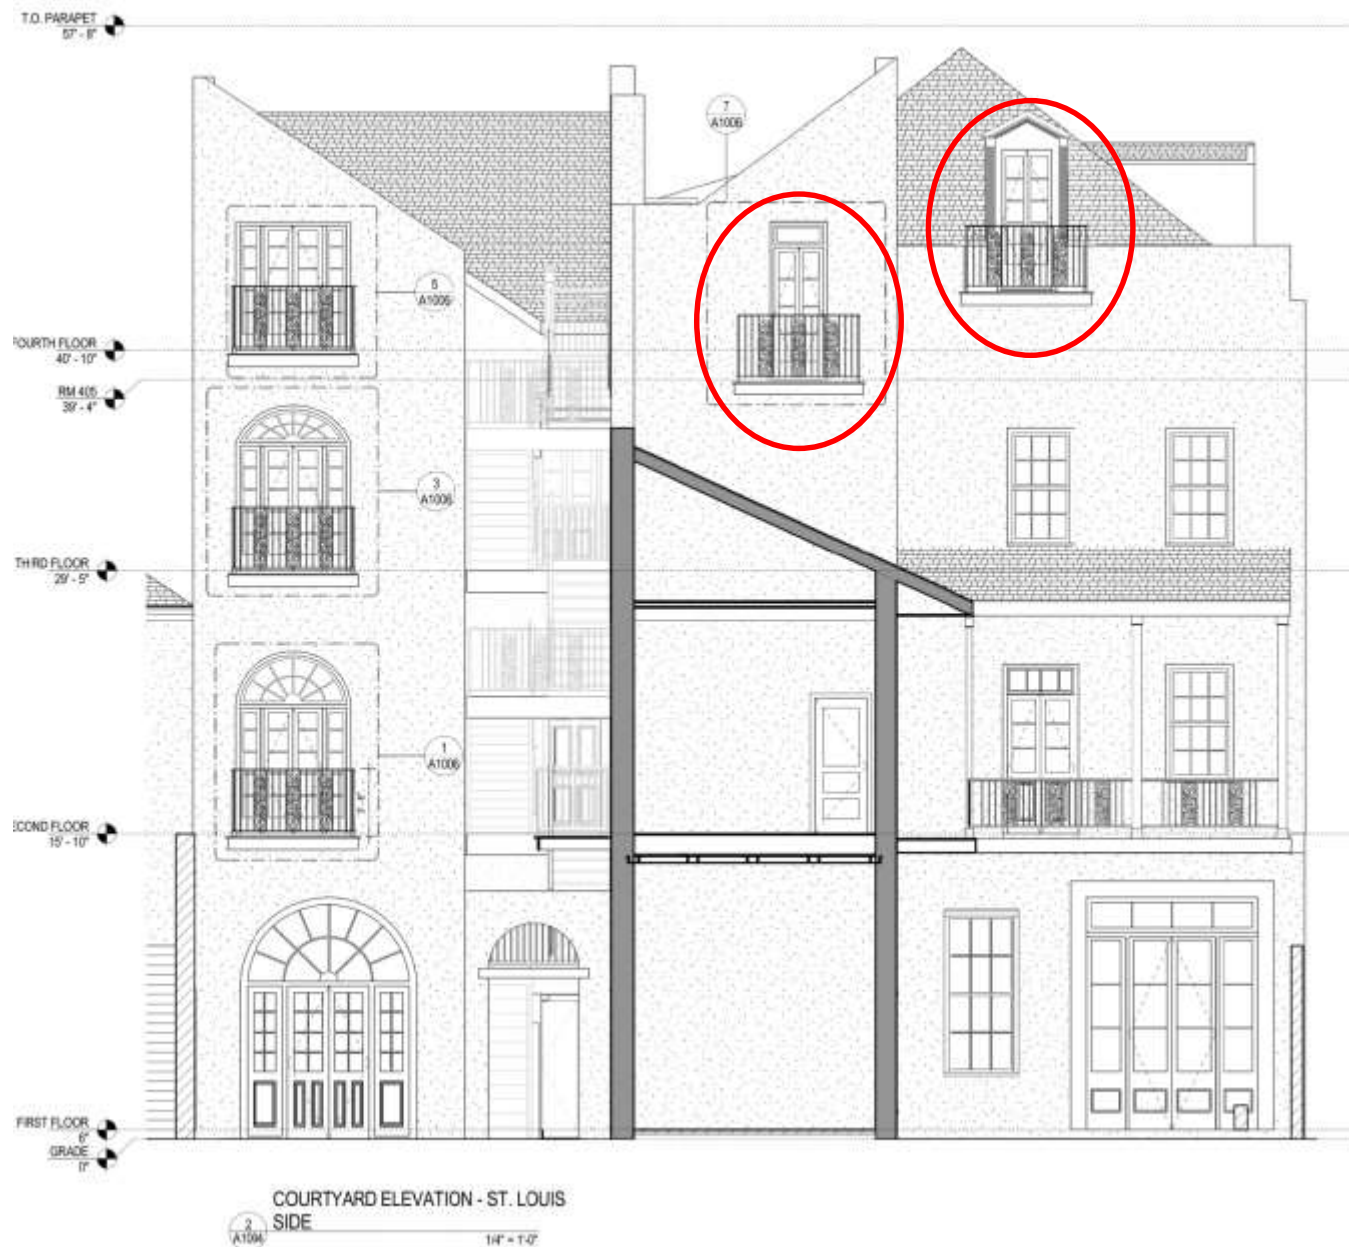 T.O. PARAPET
57' - 8"
7
A1006
5
A1006
FOURTH FLOOR
40' - 10"
RM 405
39' - 4"
3
A1006
THIRD FLOOR
29' - 5"
1
A1006
ECOND FLOOR
15' - 10"
FIRST FLOOR
6"
GRADE
0"
COURTYARD ELEVATION - ST. LOUIS
SIDE
2
1/4" = 1'-0"